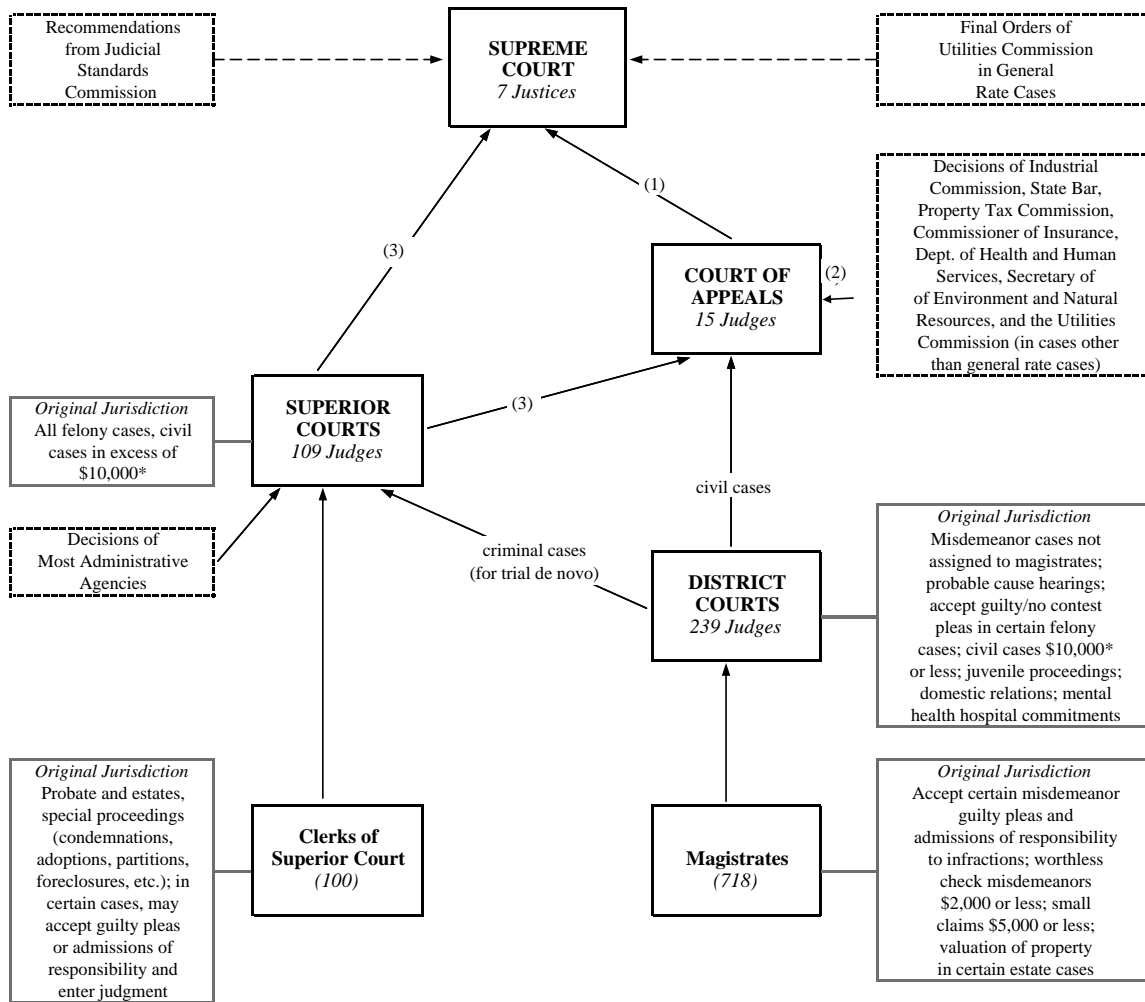 Recommendations
from Judicial
Standards
Commission
SUPREME
COURT
7 Justices
Final Orders of
Utilities Commission
in General
Rate Cases
(1)
(3)
Decisions of Industrial
Commission, State Bar,
Property Tax Commission,
Commissioner of Insurance,
Dept. of Health and Human
Services, Secretary of
of Environment and Natural
Resources, and the Utilities
Commission (in cases other
than general rate cases)
COURT OF
APPEALS
15 Judges
(2)
Original Jurisdiction
All felony cases, civil
cases in excess of
$10,000*
SUPERIOR
COURTS
109 Judges
(3)
civil cases
Decisions of
Most Administrative
Agencies
criminal cases
(for trial de novo)
DISTRICT
COURTS
239 Judges
Original Jurisdiction
Misdemeanor cases not
assigned to magistrates;
probable cause hearings;
accept guilty/no contest
pleas in certain felony
cases; civil cases $10,000*
or less; juvenile proceedings;
domestic relations; mental
health hospital commitments
Original Jurisdiction
Probate and estates,
special proceedings
(condemnations,
adoptions, partitions,
foreclosures, etc.); in
certain cases, may
accept guilty pleas
or admissions of
responsibility and
enter judgment
Clerks of
Superior Court
(100)
Magistrates
(718)
Original Jurisdiction
Accept certain misdemeanor
guilty pleas and
admissions of responsibility
to infractions; worthless
check misdemeanors
$2,000 or less; small
claims $5,000 or less;
valuation of property
in certain estate cases